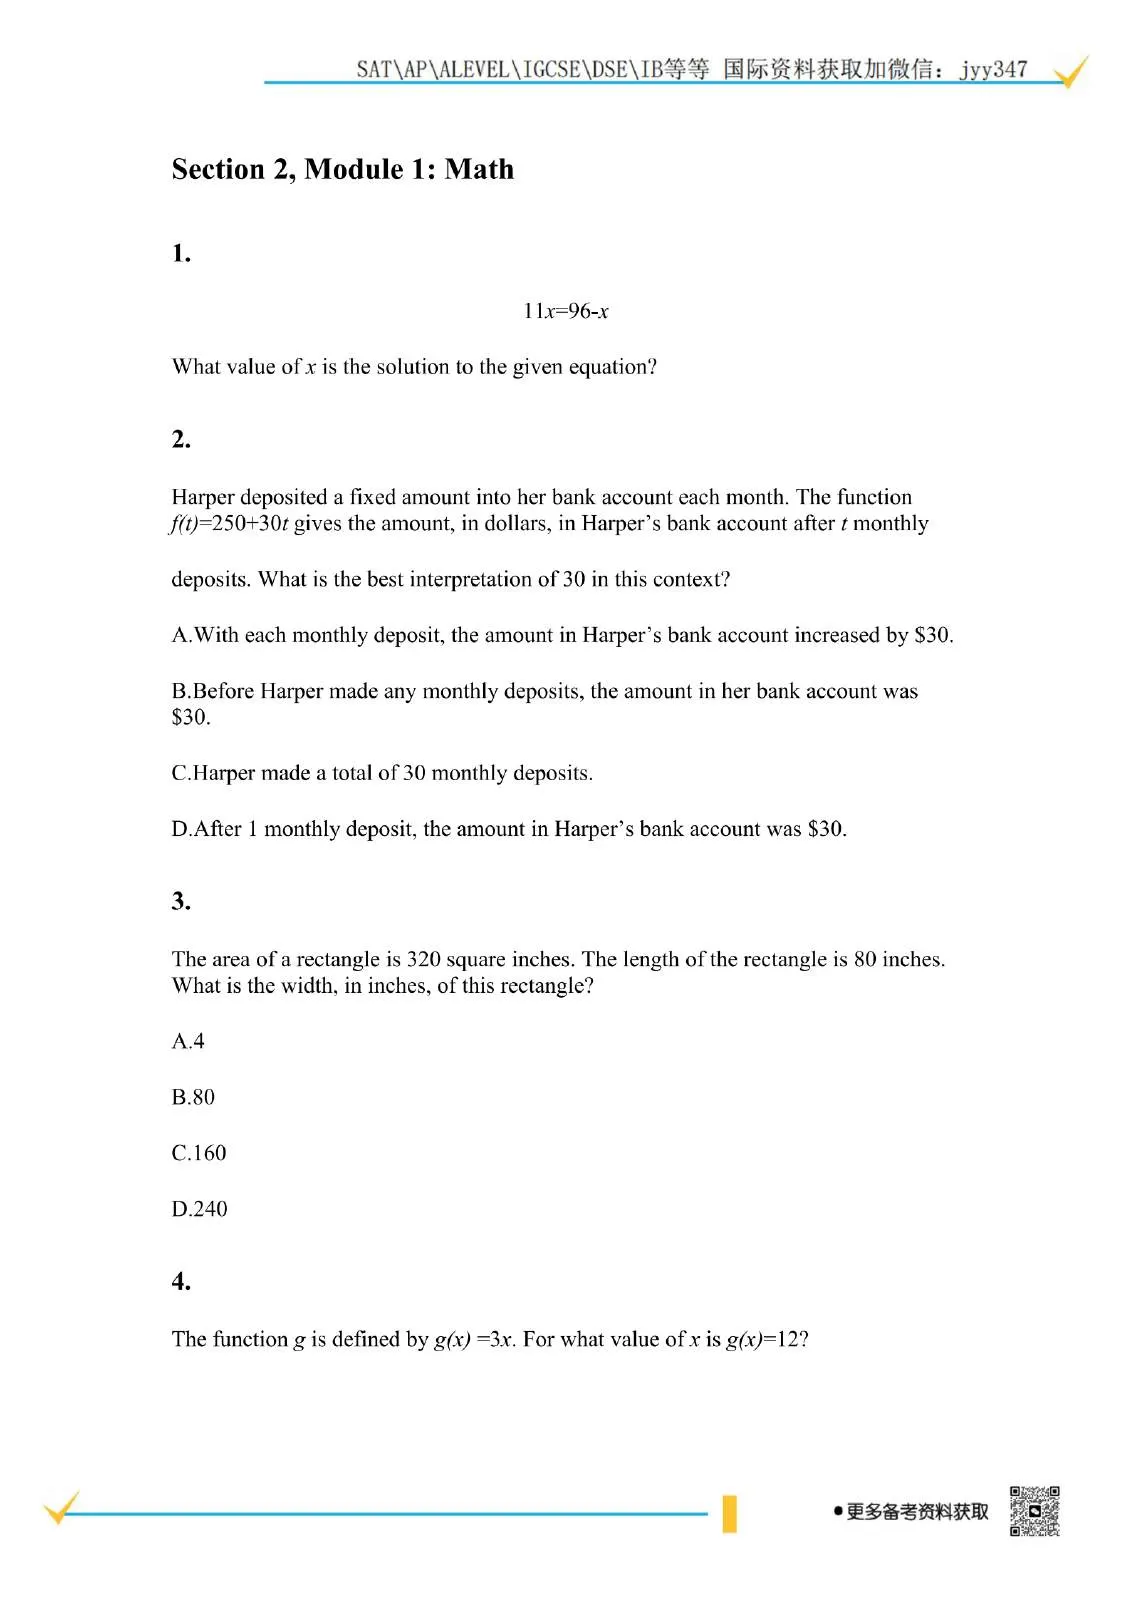 SAT\AP\ALEVEL\IGCSE\DSE\IB等等 国际资料获取加微信：jyy347
Section 2, Module 1: Math
1.
11x=96-x
What value of x is the solution to the given equation?
2.
Harper deposited a fixed amount into her bank account each month. The function
f(t)=250+30t gives the amount, in dollars, in Harper’s bank account after t monthly
deposits. What is the best interpretation of 30 in this context?
A.With each monthly deposit, the amount in Harper’s bank account increased by $30.
B.Before Harper made any monthly deposits, the amount in her bank account was
$30.
C.Harper made a total of 30 monthly deposits.
D.After 1 monthly deposit, the amount in Harper’s bank account was $30.
3.
The area of a rectangle is 320 square inches. The length of the rectangle is 80 inches.
What is the width, in inches, of this rectangle?
A.4
B.80
C.160
D.240
4.
The function g is defined by g(x) =3x. For what value of x is g(x)=12?
•更多备考资料获取